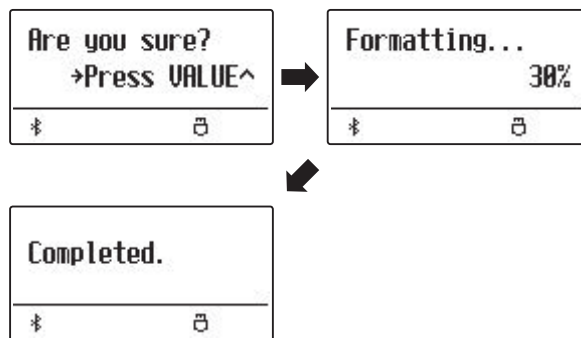 Are you sure?
→Press VALUE^
Formatting...
30%
Completed.